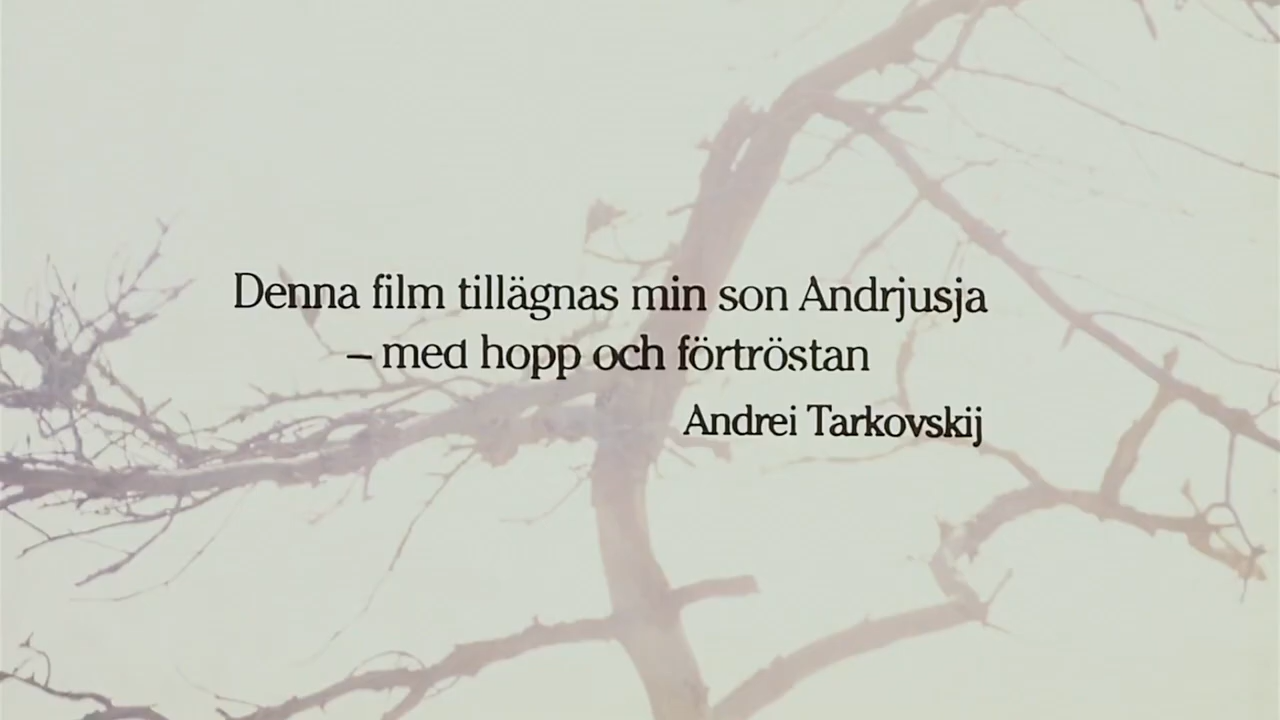 Denna film tillägnas min son Andrjusja
– med hopp och förtröstan
Andrei Tarkovskij